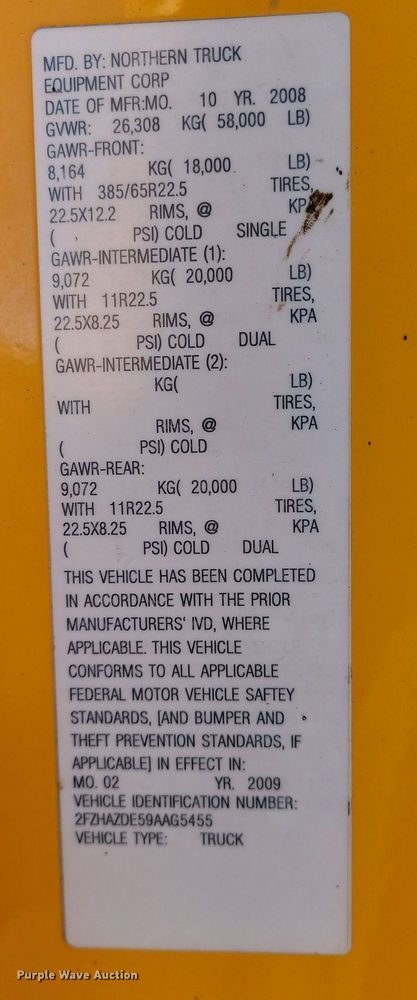 MFD. BY: NORTHERN TRUCK
EQUIPMENT CORP
DATE OF MFR:MO. 10 YR. 2008
GVWR: 26,308 KG( 58,000 LB)
GAWR-FRONT:
8,164 KG( 18,000 LB)
WITH 385/65R22.5 TIRES,
22.5X12.2 RIMS, @ KPA
( PSI) COLD SINGLE
GAWR-INTERMEDIATE (1):
9,072 KG( 20,000 LB)
WITH 11R22.5 TIRES,
22.5X8.25 RIMS, @ KPA
( PSI) COLD DUAL
GAWR-INTERMEDIATE (2):
KG( LB)
WITH TIRES,
RIMS, @ KPA
( PSI) COLD
GAWR-REAR:
9,072 KG( 20,000 LB)
WITH 11R22.5 TIRES,
22.5X8.25 RIMS, @ KPA
( PSI) COLD DUAL
THIS VEHICLE HAS BEEN COMPLETED
IN ACCORDANCE WITH THE PRIOR
MANUFACTURERS' IVD, WHERE
APPLICABLE. THIS VEHICLE
CONFORMS TO ALL APPLICABLE
FEDERAL MOTOR VEHICLE SAFTEY
STANDARDS, [AND BUMPER AND
THEFT PREVENTION STANDARDS, IF
APPLICABLE] IN EFFECT IN:
MO. 02 YR. 2009
VEHICLE IDENTIFICATION NUMBER:
2FZHAZDE59AAG5455
VEHICLE TYPE: TRUCK
Purple Wave Auction